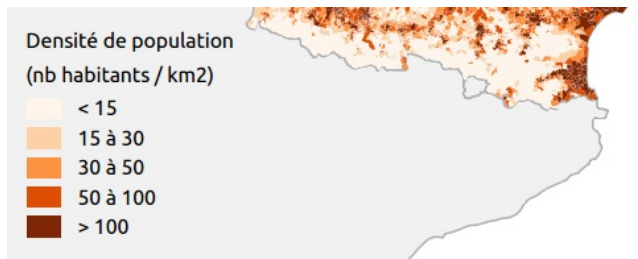 Densité de population
(nb habitants / km2)
< 15
15 à 30
30 à 50
50 à 100
> 100